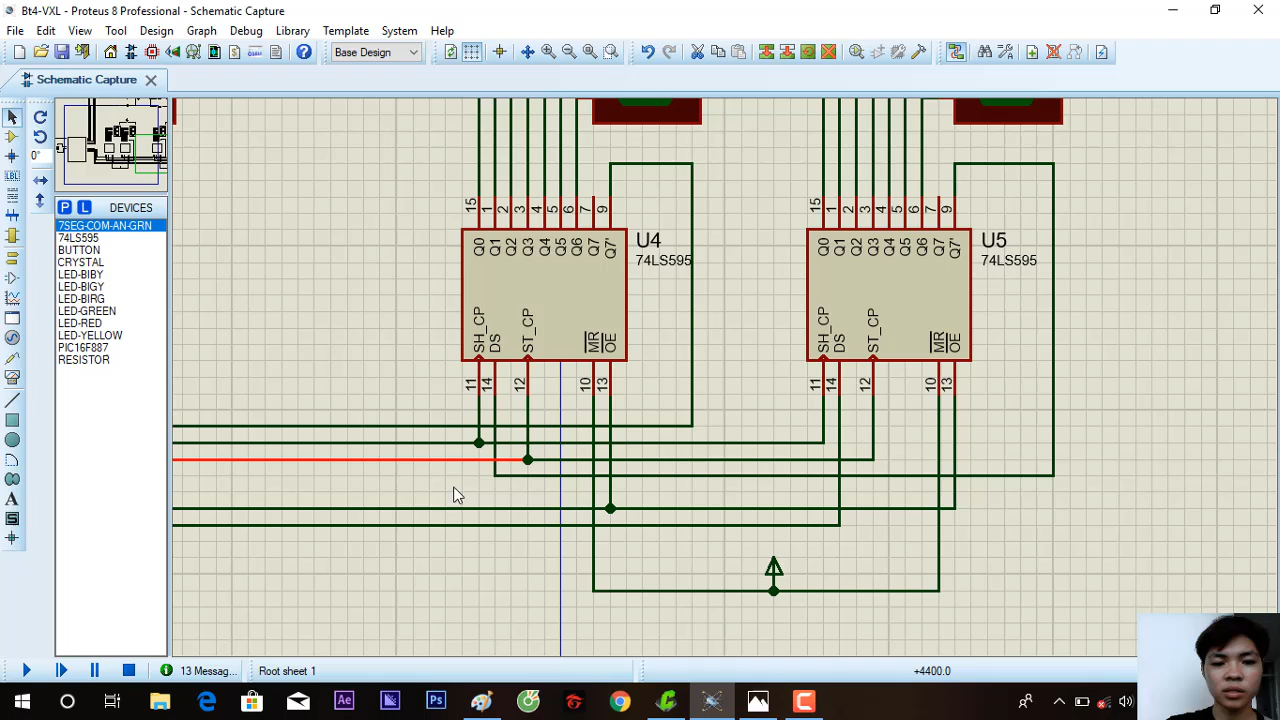 Bt4-VXL - Proteus 8 Professional - Schematic Capture
File Edit View Tool Design Graph Debug Library Template System Help
Base Design
Schematic Capture
0°
P L DEVICES
7SEG-COM-AN-GRN
74LS595
BUTTON
CRYSTAL
LED-BIBY
LED-BIGY
LED-BIRG
LED-GREEN
LED-RED
LED-YELLOW
PIC16F887
RESISTOR
LBL
A
S
15 1 2 3 4 5 6 7 9
Q0 Q1 Q2 Q3 Q4 Q5 Q6 Q7 Q7'
U4
74LS595
SH_CP DS ST_CP MR OE
11 14 12 10 13
15 1 2 3 4 5 6 7 9
Q0 Q1 Q2 Q3 Q4 Q5 Q6 Q7 Q7'
U5
74LS595
SH_CP DS ST_CP MR OE
11 14 12 10 13
13 Messag...
Root sheet 1
+4400.0
Ae
Ps